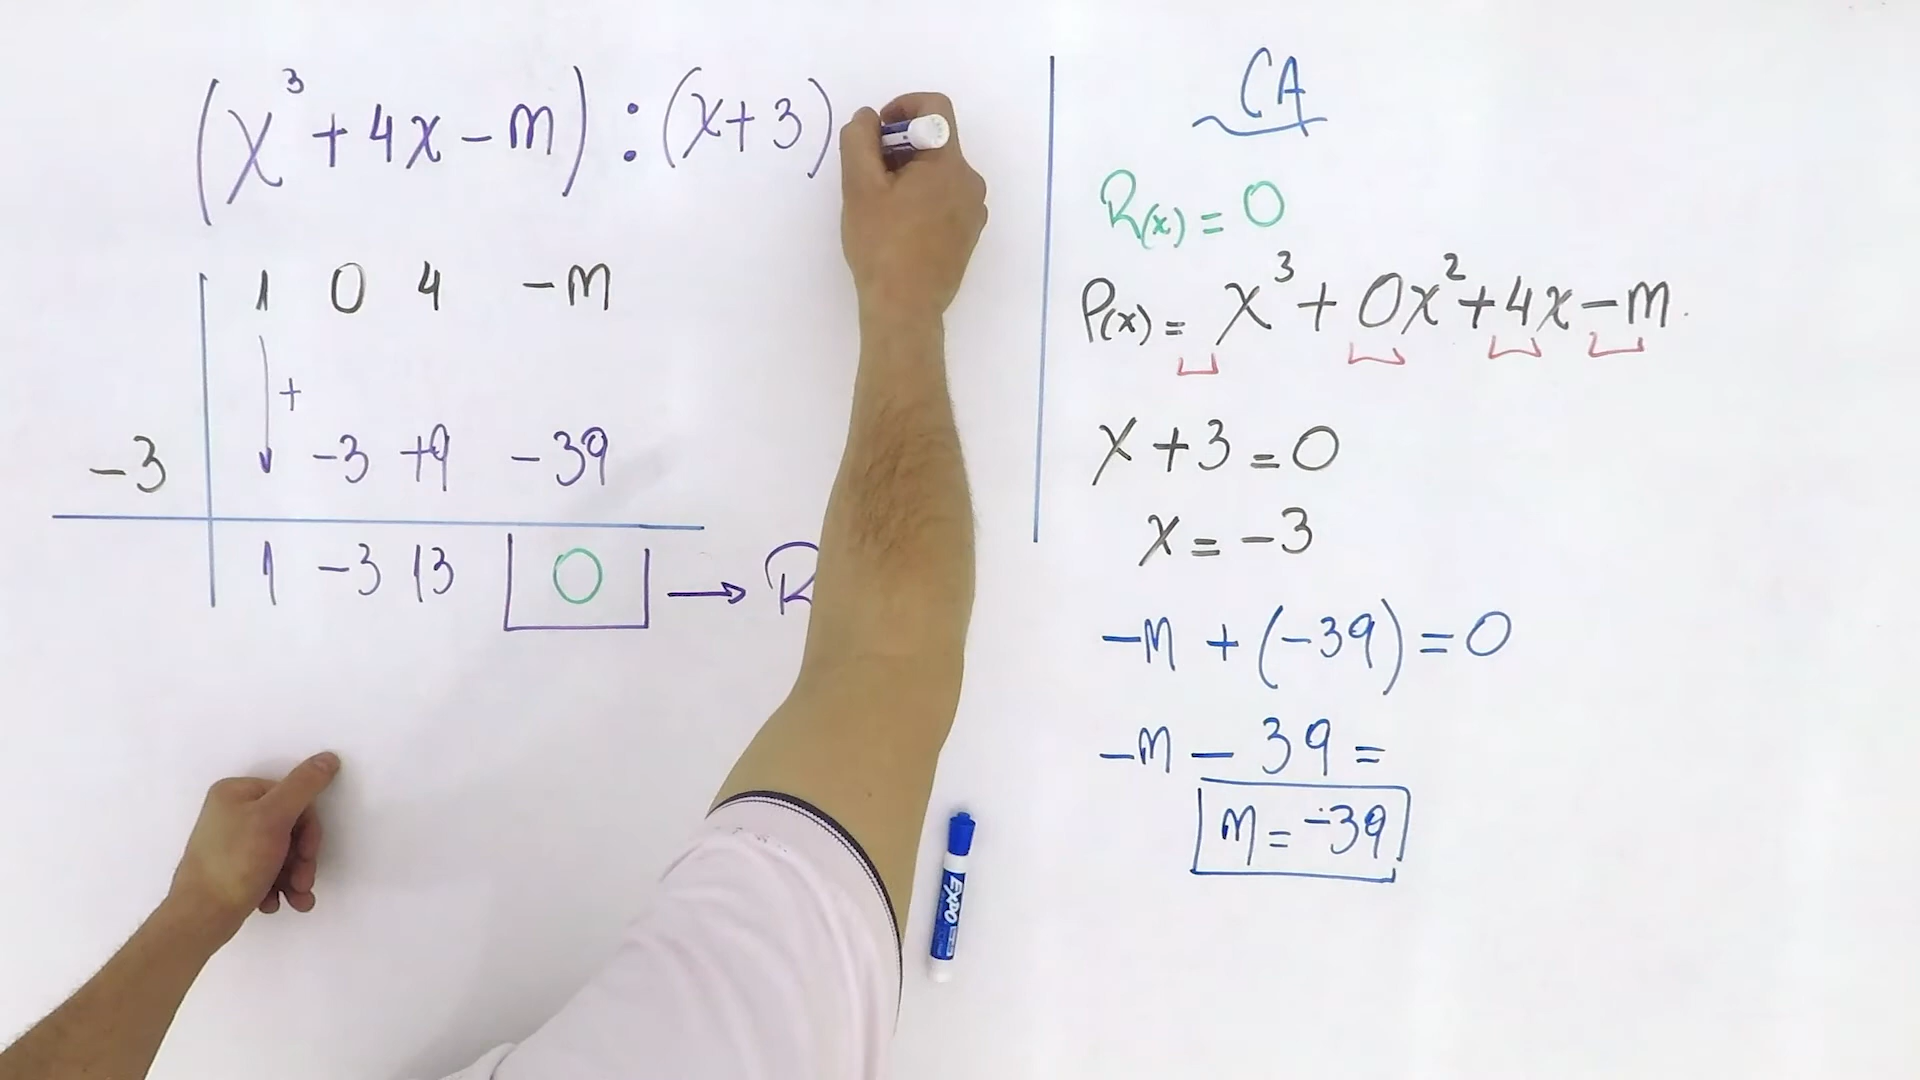 (x³ + 4x - m) : (x + 3)
1 0 4 -m
+
-3 -3 +9 -39
1 -3 13 0 → R
CA
R(x) = 0
P(x) = x³ + 0x² + 4x - m.
x + 3 = 0
x = -3
-m + (-39) = 0
-m - 39 =
m = -39
EXPO